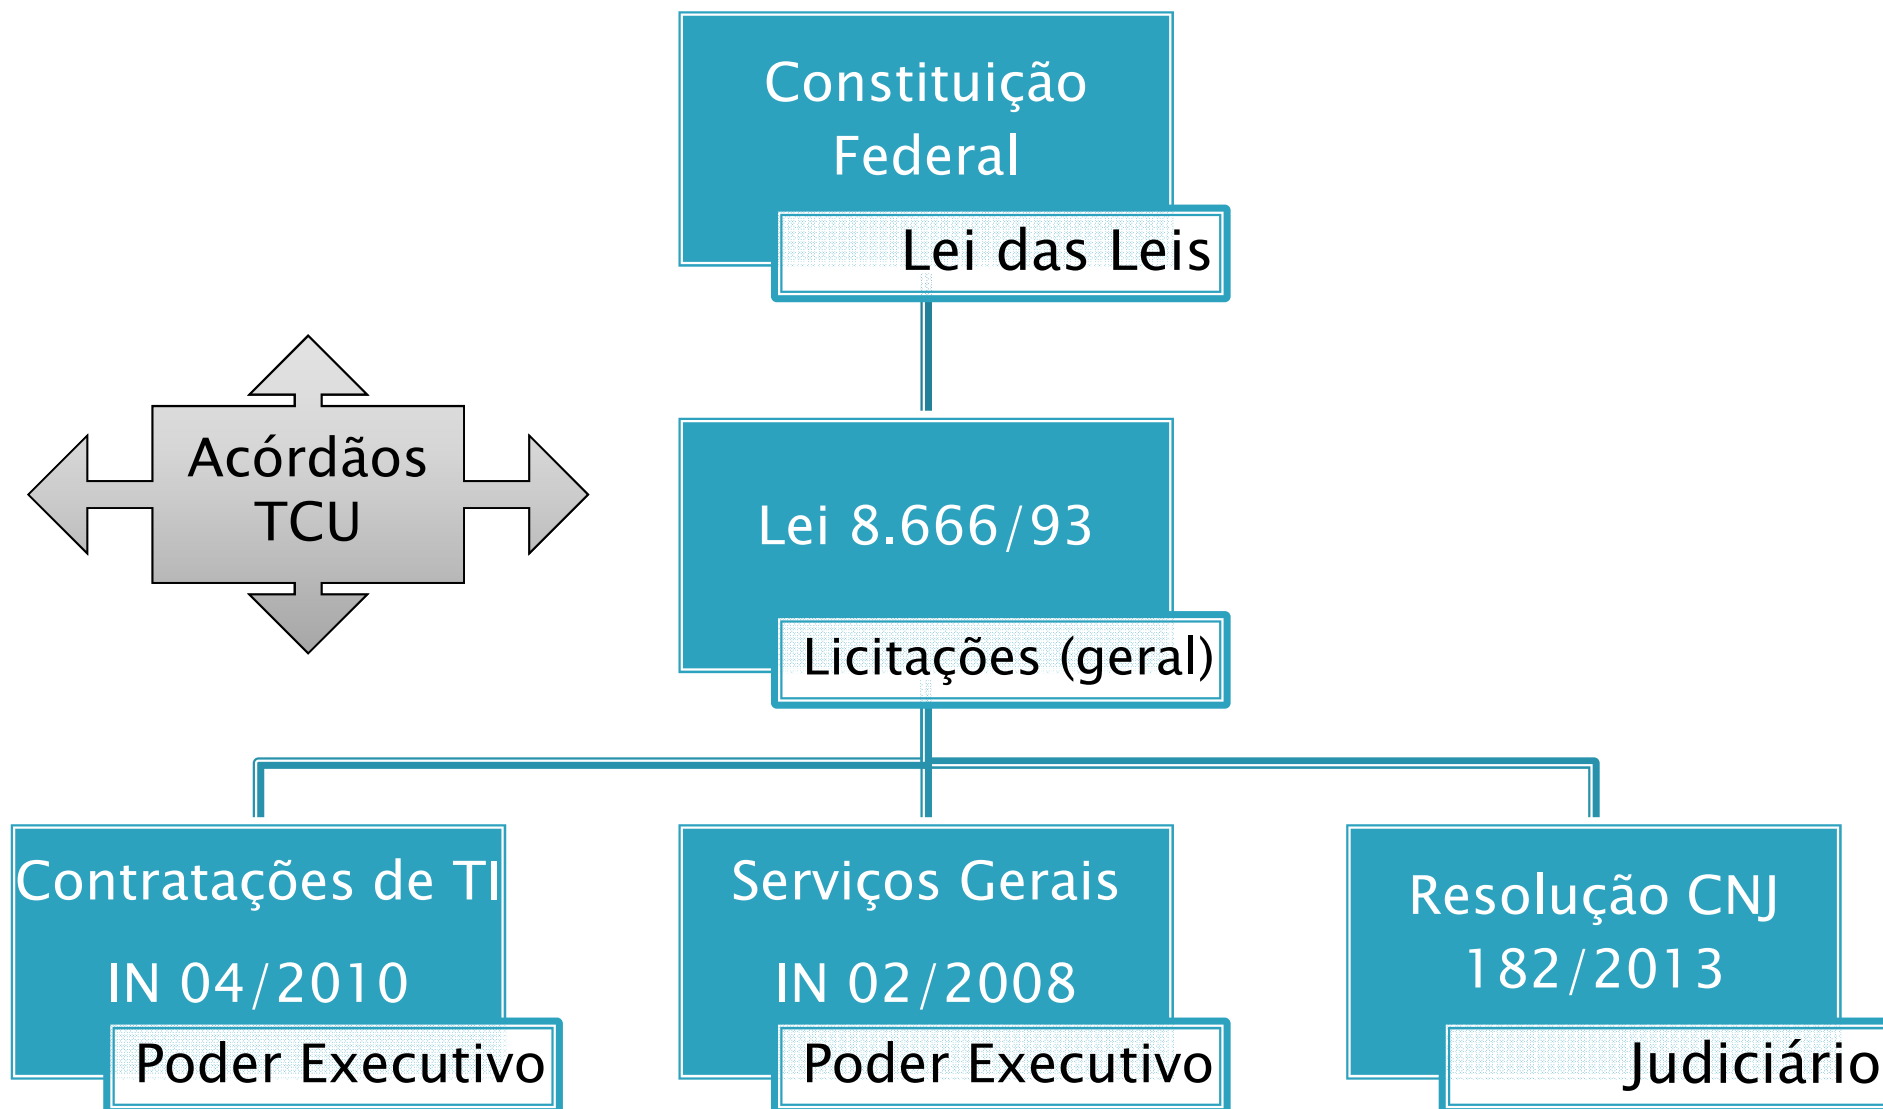 Constituição
Federal
Lei das Leis
Acórdãos
TCU
Lei 8.666/93
Licitações (geral)
Contratações de TI
IN 04/2010
Poder Executivo
Serviços Gerais
IN 02/2008
Poder Executivo
Resolução CNJ
182/2013
Judiciário